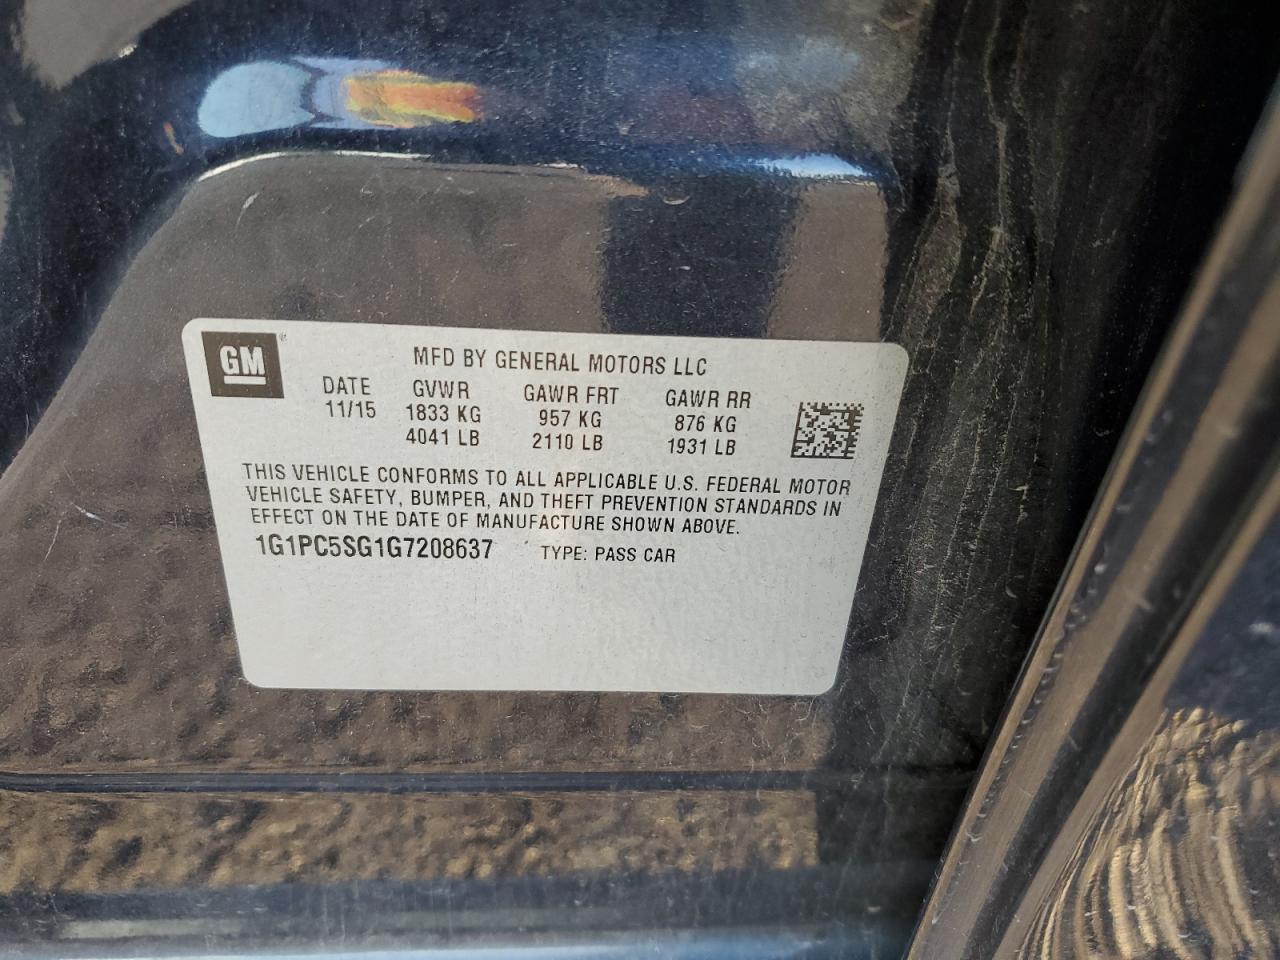 GM ®
MFD BY GENERAL MOTORS LLC
DATE GVWR GAWR FRT GAWR RR
11/15 1833 KG 957 KG 876 KG
4041 LB 2110 LB 1931 LB
THIS VEHICLE CONFORMS TO ALL APPLICABLE U.S. FEDERAL MOTOR
VEHICLE SAFETY, BUMPER, AND THEFT PREVENTION STANDARDS IN
EFFECT ON THE DATE OF MANUFACTURE SHOWN ABOVE.
1G1PC5SG1G7208637 TYPE: PASS CAR